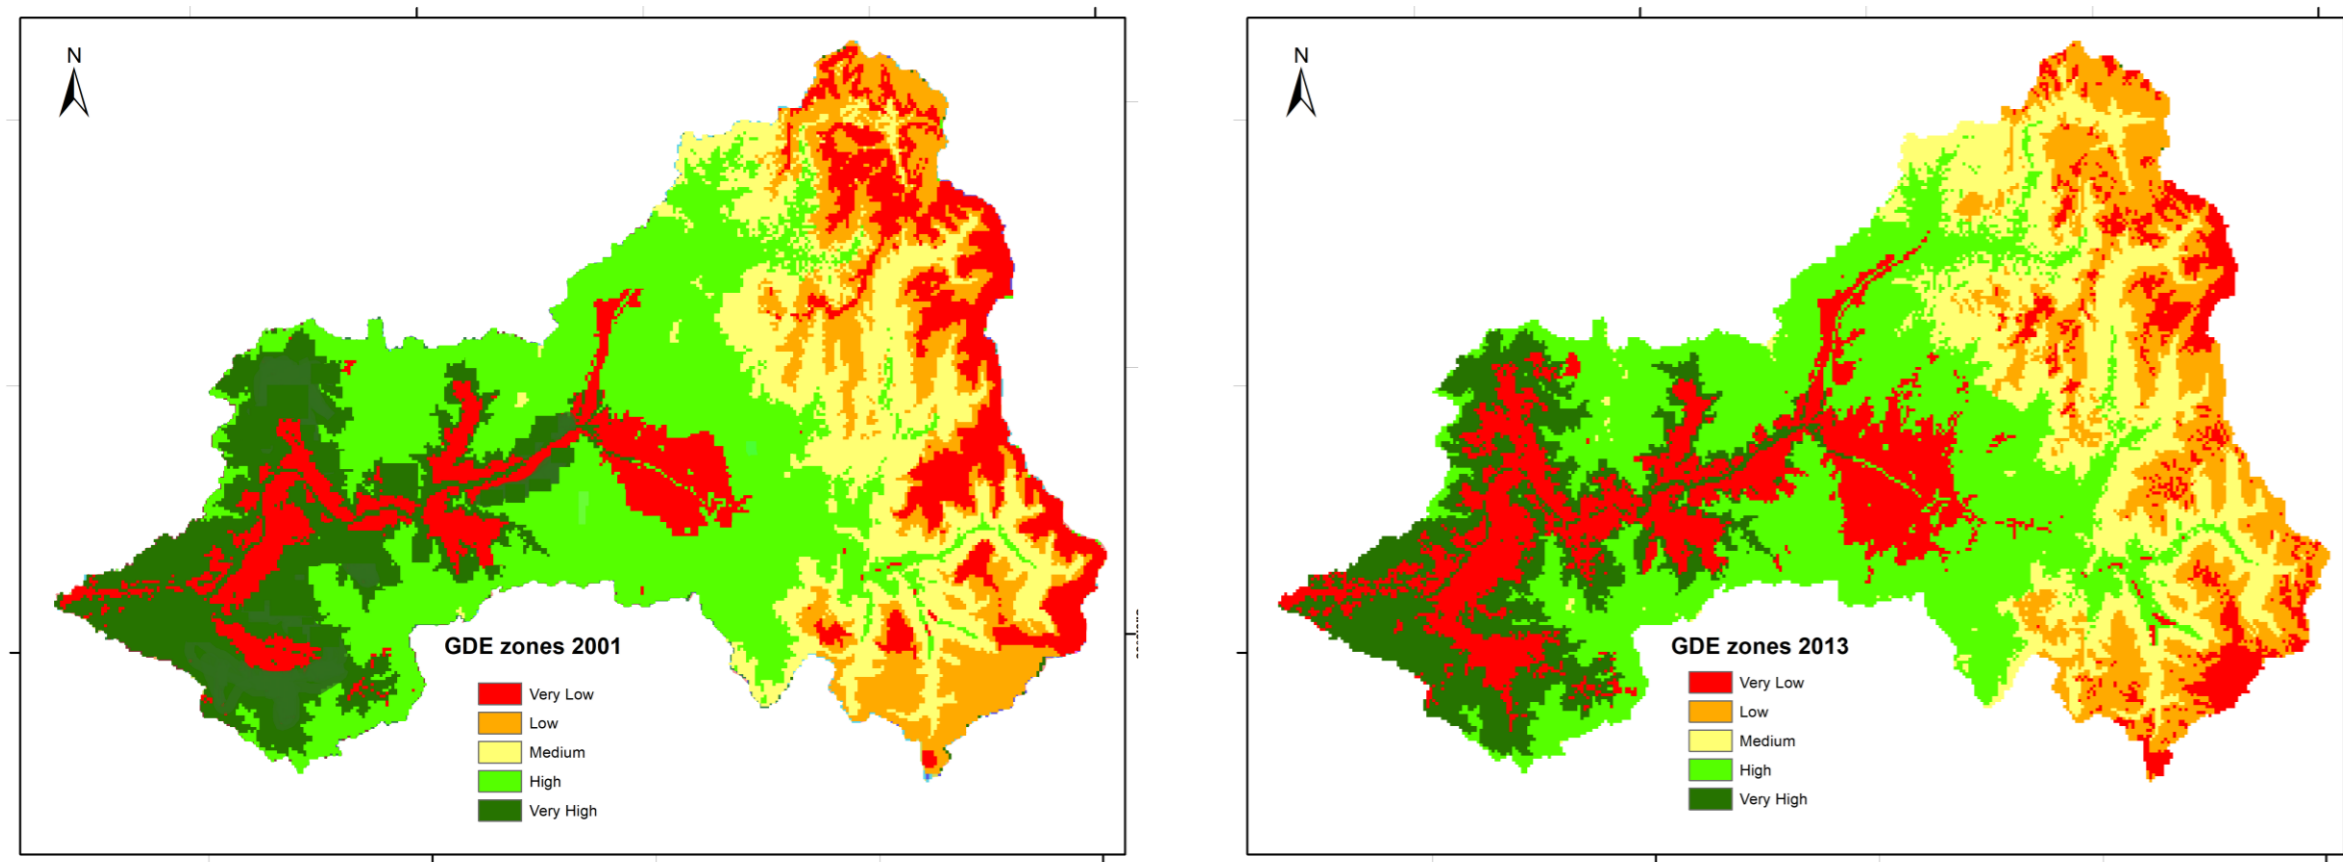 N
GDE zones 2001
Very Low
Low
Medium
High
Very High
N
GDE zones 2013
Very Low
Low
Medium
High
Very High